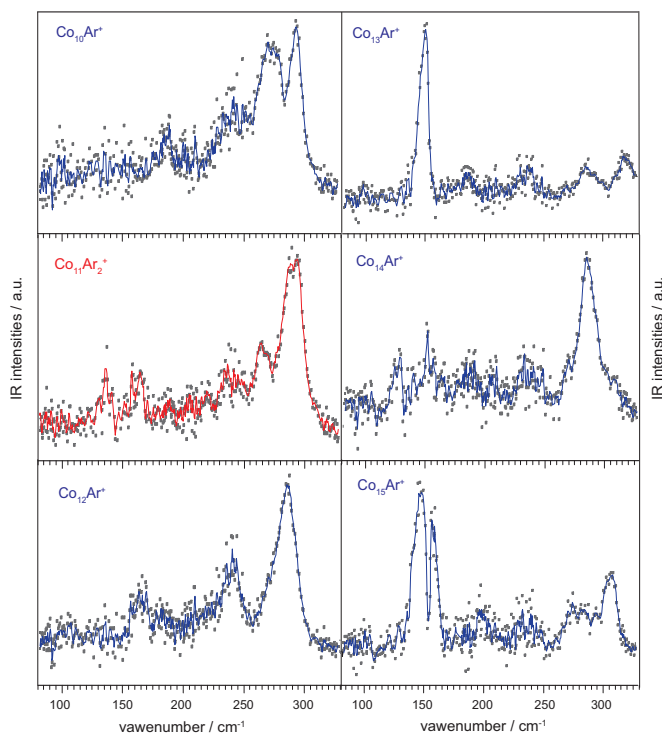 Co₁₀Ar⁺
Co₁₃Ar⁺
Co₁₁Ar₂⁺
Co₁₄Ar⁺
Co₁₂Ar⁺
Co₁₅Ar⁺
IR intensities / a.u.
IR intensities / a.u.
100 150 200 250 300
100 150 200 250 300
vawenumber / cm⁻¹
vawenumber / cm⁻¹